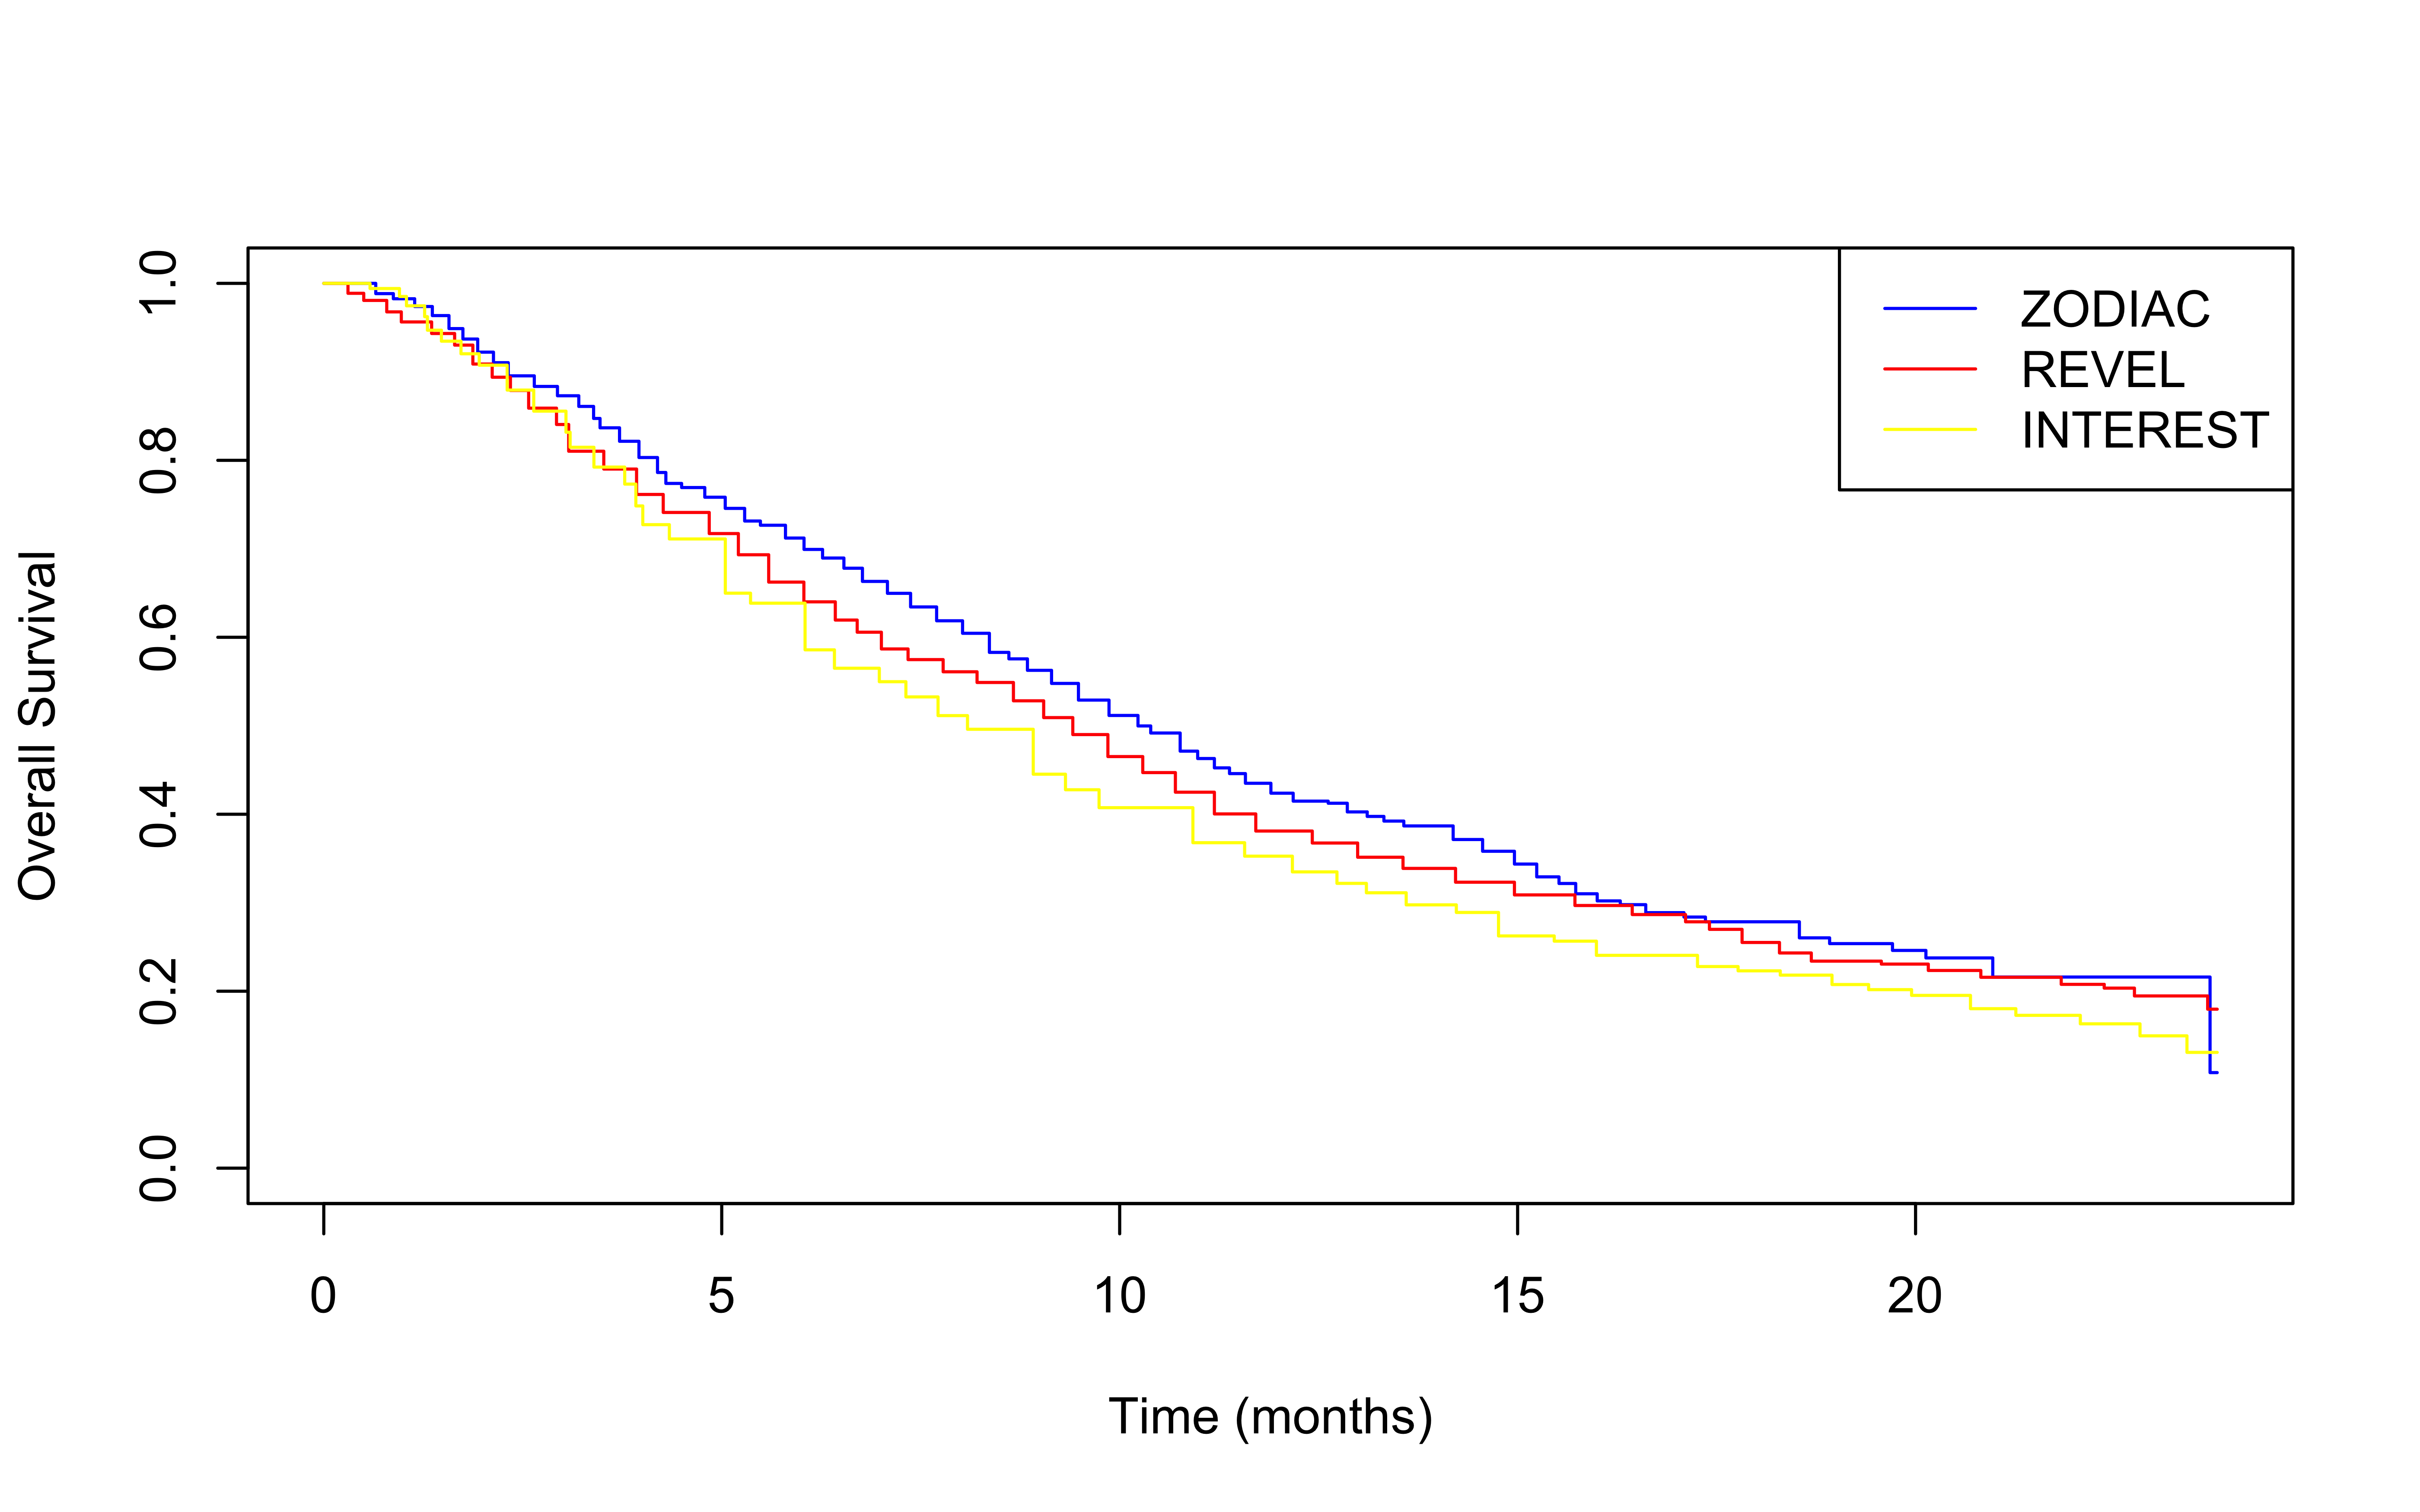 ZODIAC
REVEL
INTEREST
Overall Survival
1.0
0.8
0.6
0.4
0.2
0.0
0 5 10 15 20
Time (months)